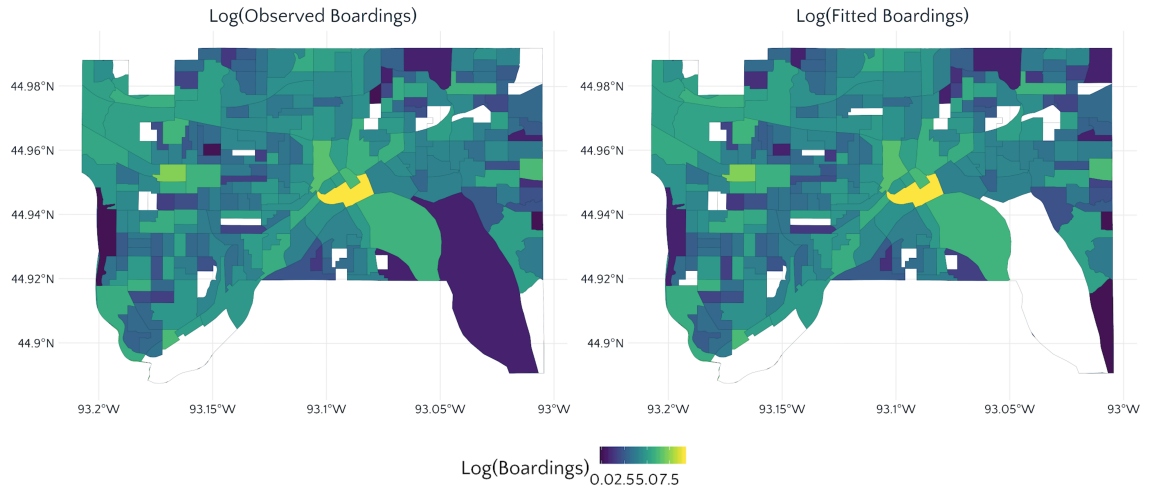 Log(Observed Boardings)
Log(Fitted Boardings)
44.98°N
44.96°N
44.94°N
44.92°N
44.9°N
93.2°W
93.15°W
93.1°W
93.05°W
93°W
44.98°N
44.96°N
44.94°N
44.92°N
44.9°N
93.2°W
93.15°W
93.1°W
93.05°W
93°W
Log(Boardings)
0.02.55.07.5